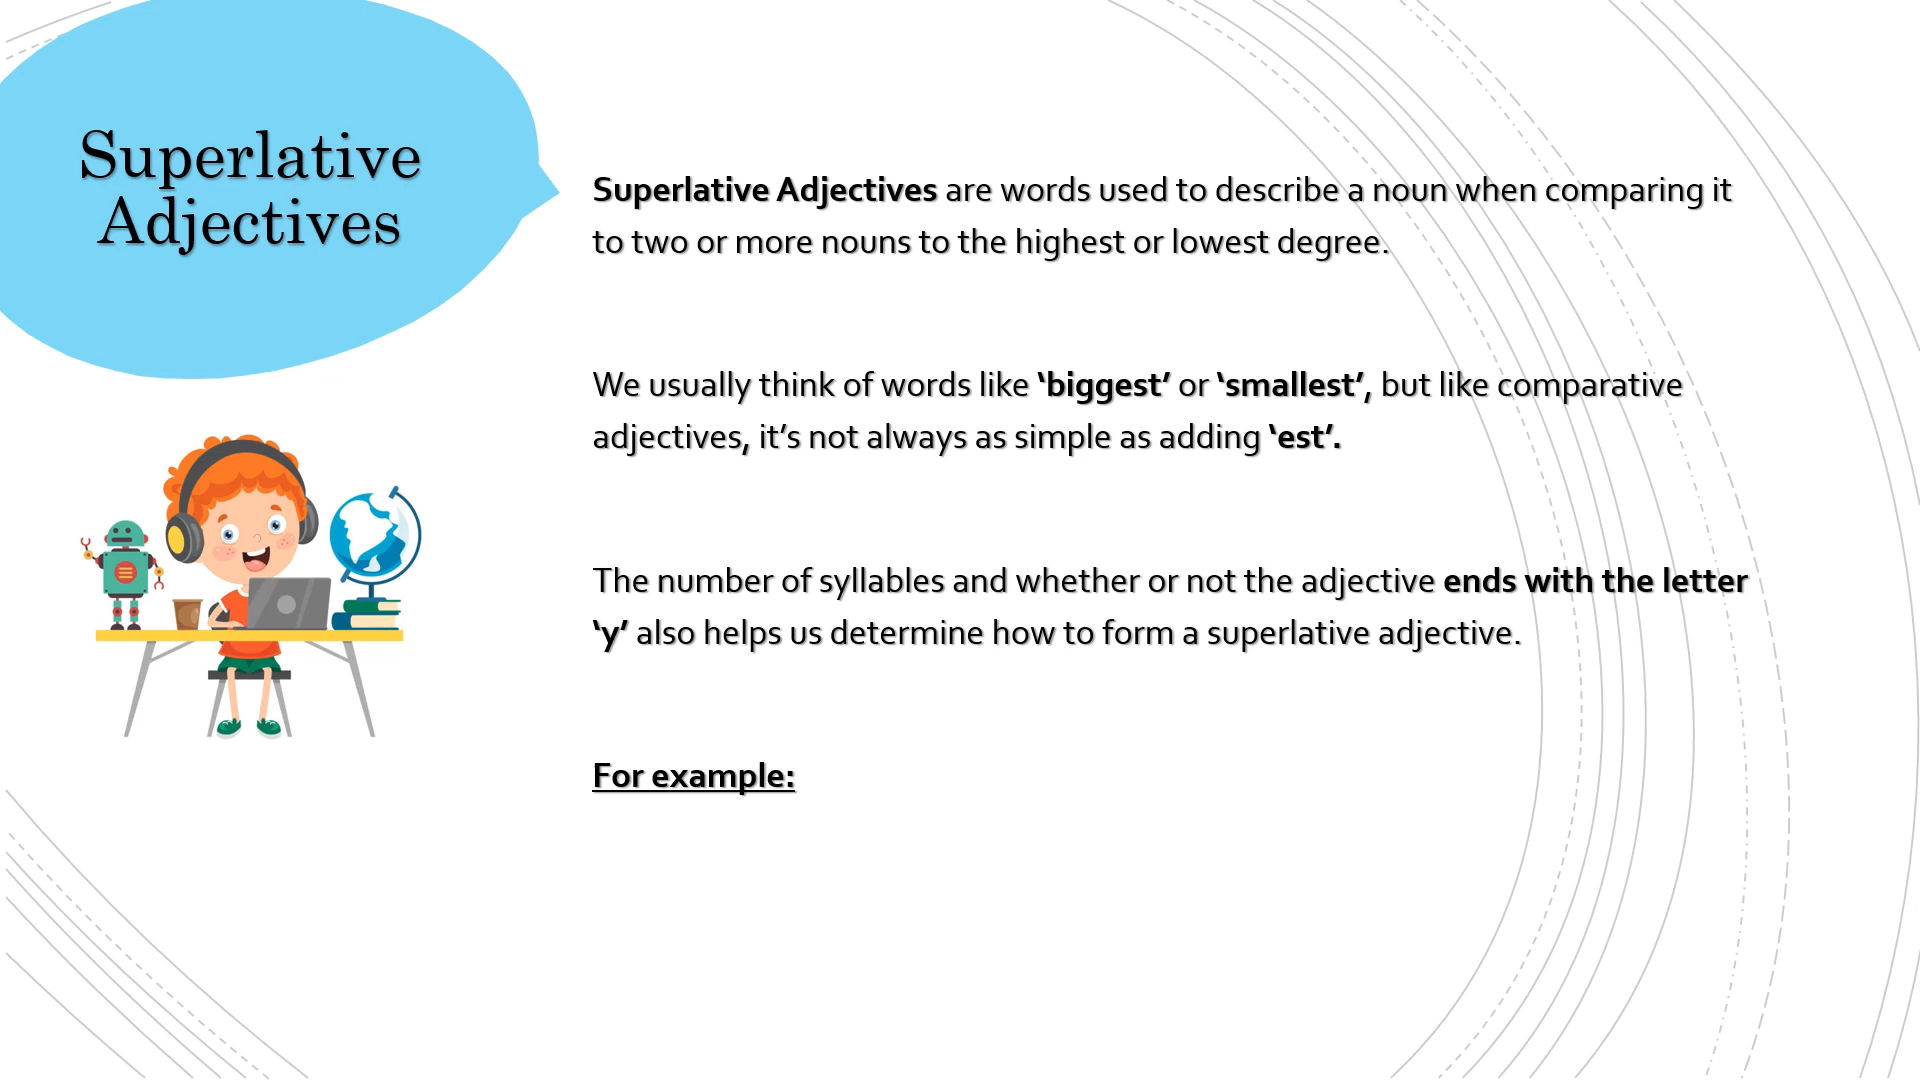 Superlative
Adjectives
Superlative Adjectives are words used to describe a noun when comparing it
to two or more nouns to the highest or lowest degree.
We usually think of words like ‘biggest’ or ‘smallest’, but like comparative
adjectives, it’s not always as simple as adding ‘est’.
The number of syllables and whether or not the adjective ends with the letter
‘y’ also helps us determine how to form a superlative adjective.
For example: